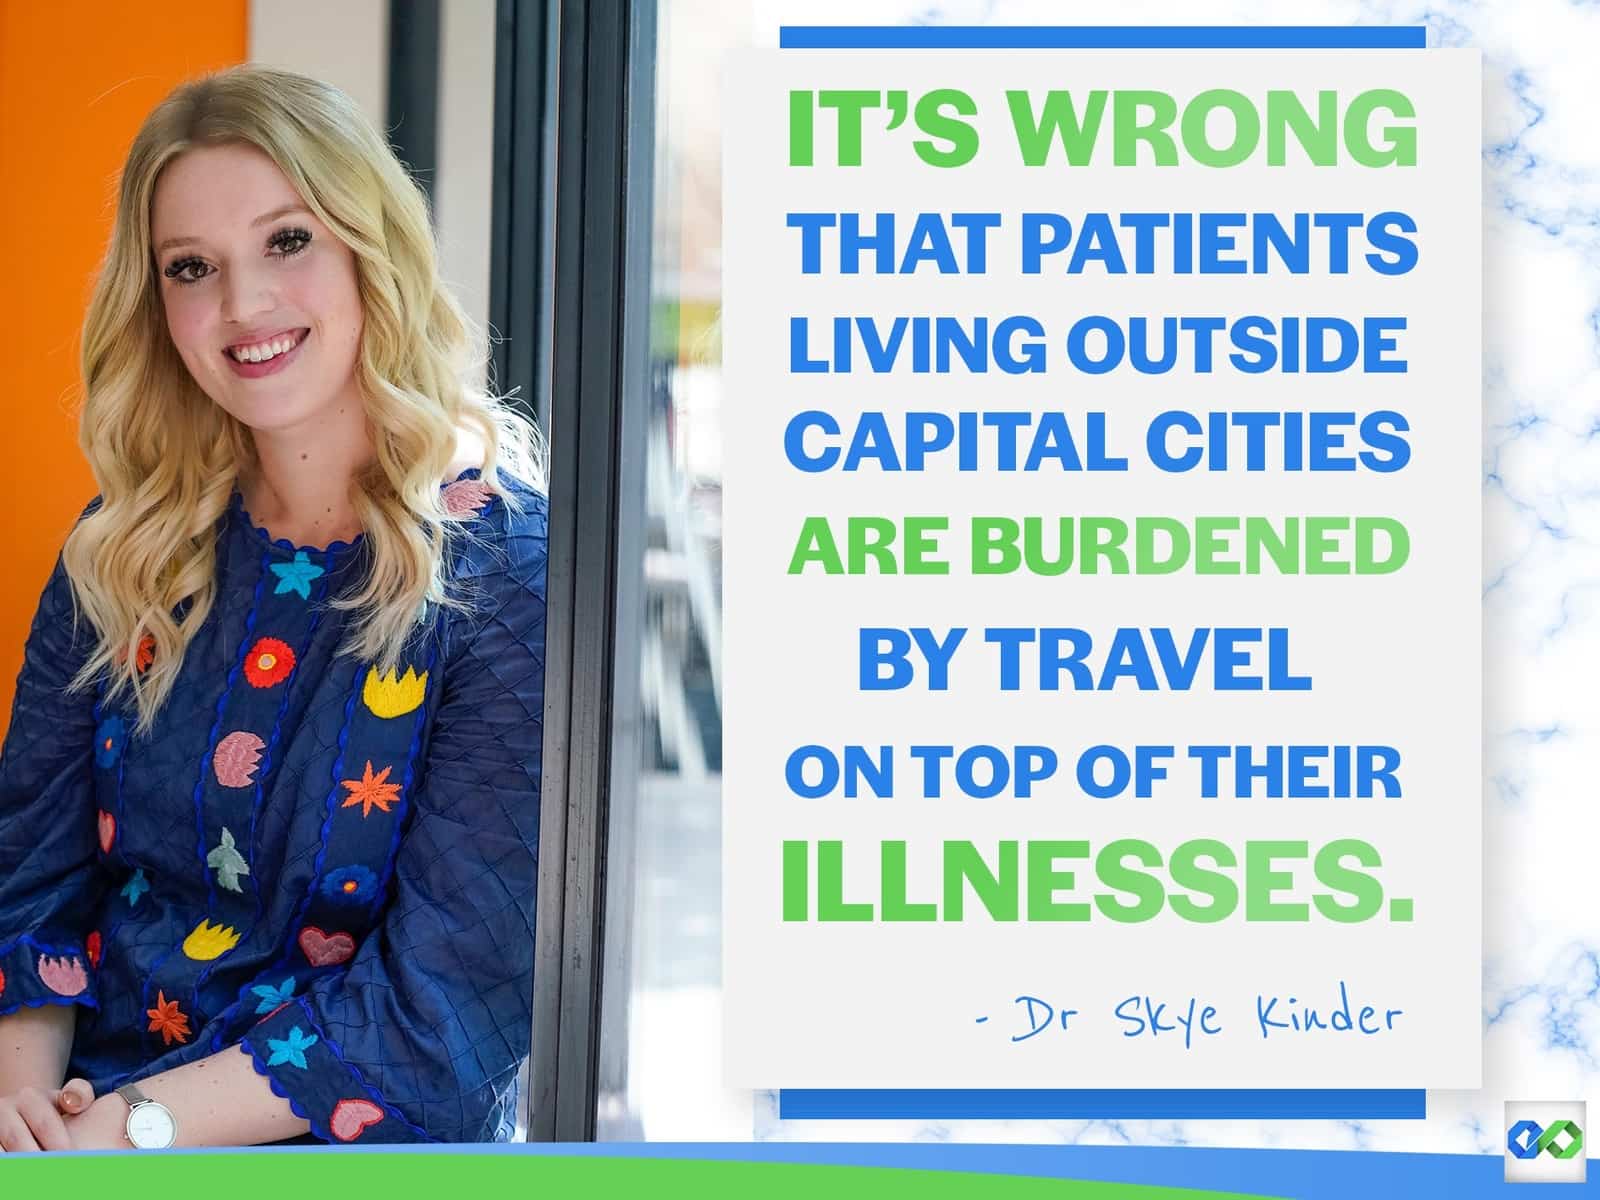 IT'S WRONG
THAT PATIENTS
LIVING OUTSIDE
CAPITAL CITIES
ARE BURDENED
BY TRAVEL
ON TOP OF THEIR
ILLNESSES.
- Dr Skye Kinder